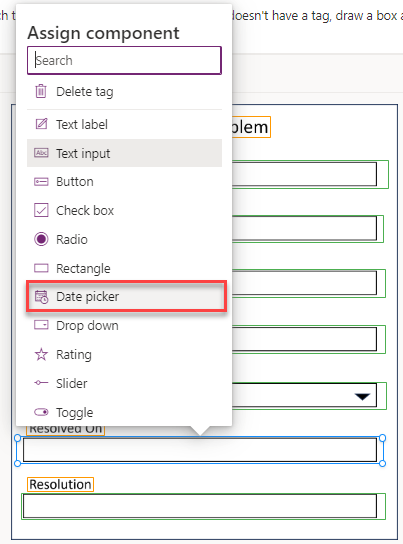 doesn't have a tag, draw a box a
Assign component
Search
Delete tag
Text label
blem
Abc Text input
Button
Check box
Radio
Rectangle
Date picker
Drop down
Rating
Slider
Toggle
Resolved On
Resolution